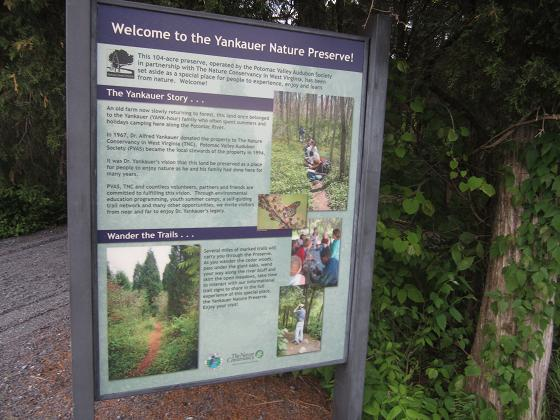 Welcome to the Yankauer Nature Preserve!
This 104-acre preserve, operated by the Potomac Valley Audubon Society
in partnership with The Nature Conservancy in West Virginia, has been
set aside as a special place for people to experience, enjoy and learn
from nature. Welcome!
The Yankauer Story . . .
An old farm now slowly returning to forest, this land once belonged
to the Yankauer (YANK-hour) family who often spent summers and
holidays camping here along the Potomac River.
In 1967, Dr. Alfred Yankauer donated the property to The Nature
Conservancy in West Virginia (TNC). Potomac Valley Audubon
Society (PVAS) became the local stewards of the property in 1994.
It was Dr. Yankauer's vision that this land be preserved as a place
for people to enjoy nature as he and his family had done here for
many years.
PVAS, TNC and countless volunteers, partners and friends are
committed to fulfilling this vision. Through environmental
education programming, youth summer camps, a self-guiding
trail network and many other opportunities, we invite visitors
from near and far to enjoy Dr. Yankauer's legacy.
Wander the Trails . . .
Several miles of marked trails will
carry you through the Preserve.
As you wander the cedar woods,
pass under the giant oaks, wend
your way along the river bluff and
skirt the open meadows, take time
to interact with our informational
trail signs to share in the full
experience of this special place,
the Yankauer Nature Preserve.
Enjoy your visit!
The Nature
Conservancy